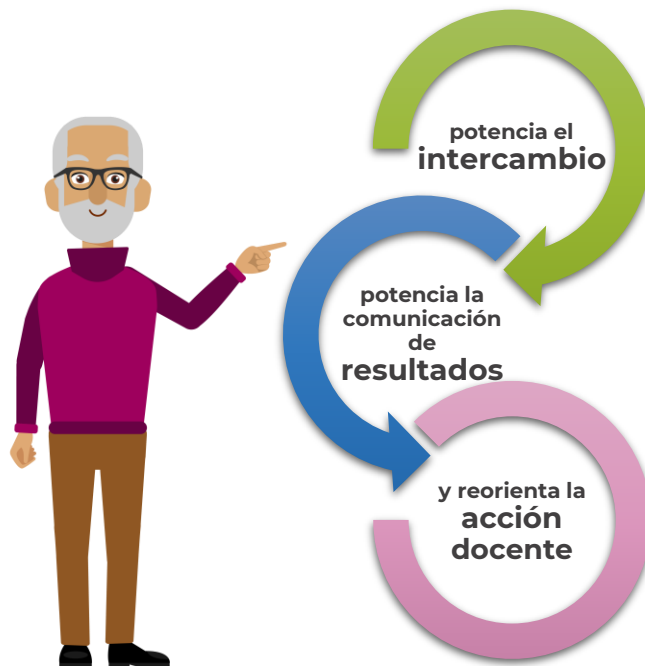 potencia el
intercambio
potencia la
comunicación
de
resultados
y reorienta la
acción
docente